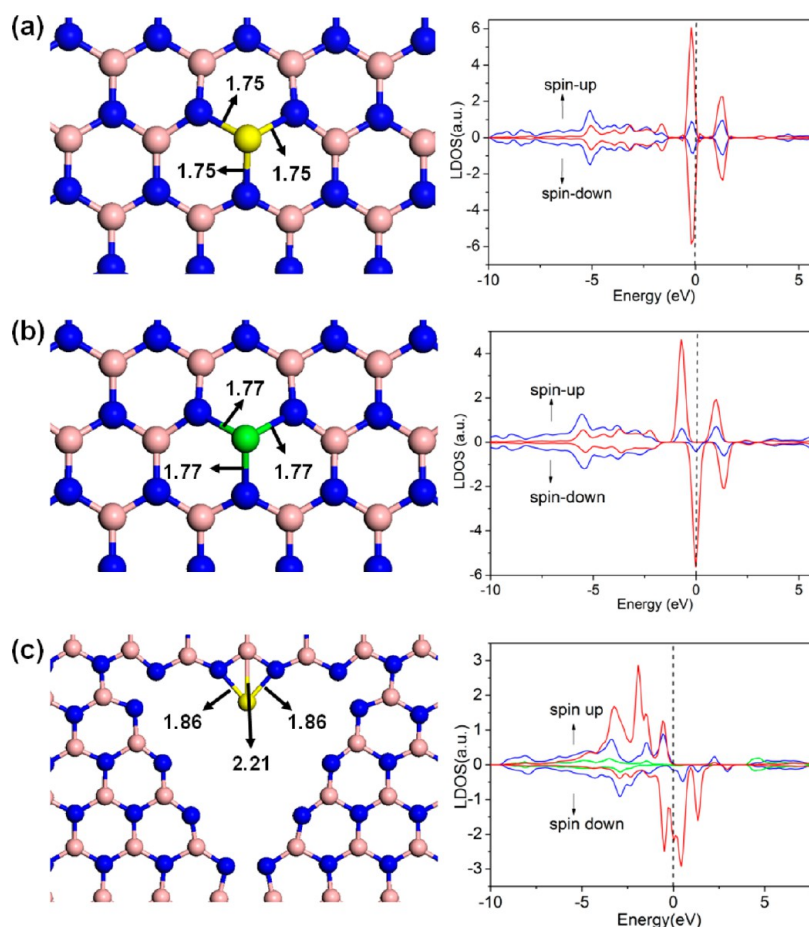 (a)
1.75
1.75
1.75
LDOS(a.u.)
6
4
2
0
-2
-4
-6
spin-up
spin-down
-10
-5
0
5
Energy (eV)
(b)
1.77
1.77
1.77
LDOS (a.u.)
4
2
0
-2
-4
-6
spin-up
spin-down
-10
-5
0
5
Energy (eV)
(c)
1.86
1.86
2.21
LDOS(a.u.)
3
2
1
0
-1
-2
-3
spin up
spin down
-10
-5
0
5
Energy(eV)